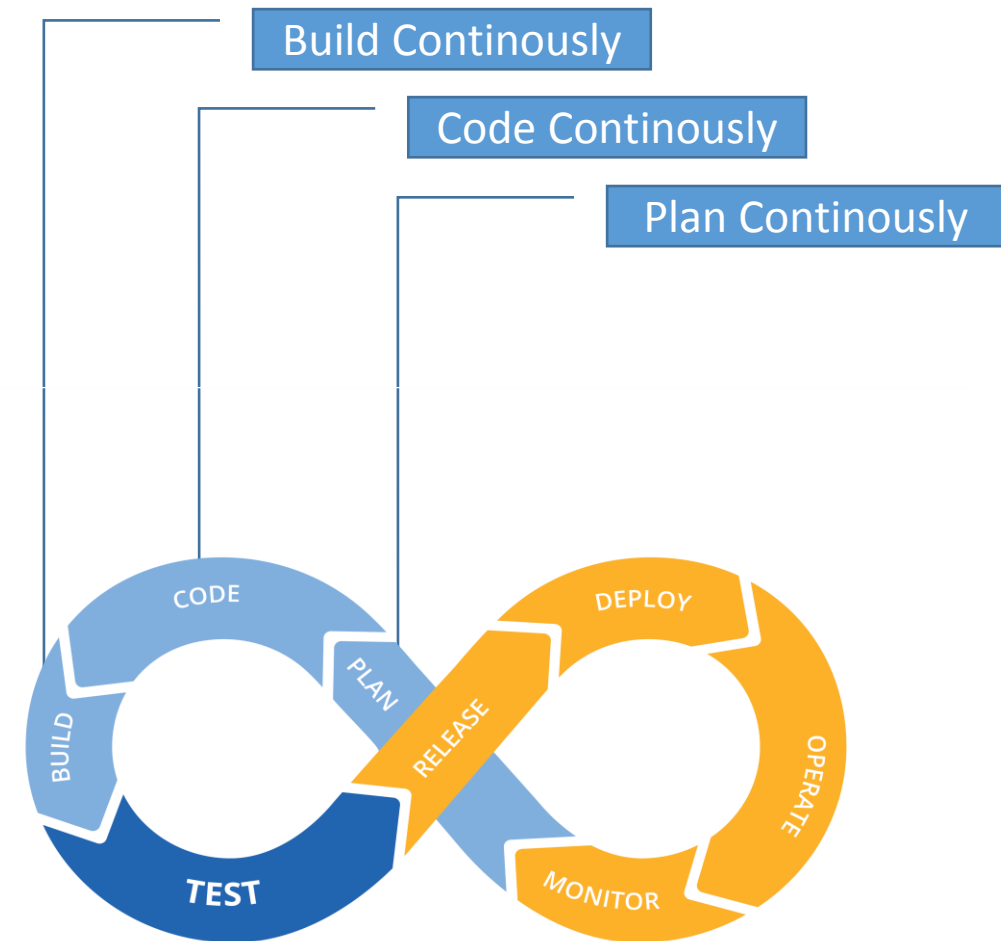 Build Continously
Code Continously
Plan Continously
CODE
DEPLOY
PLAN
RELEASE
BUILD
OPERATE
TEST
MONITOR